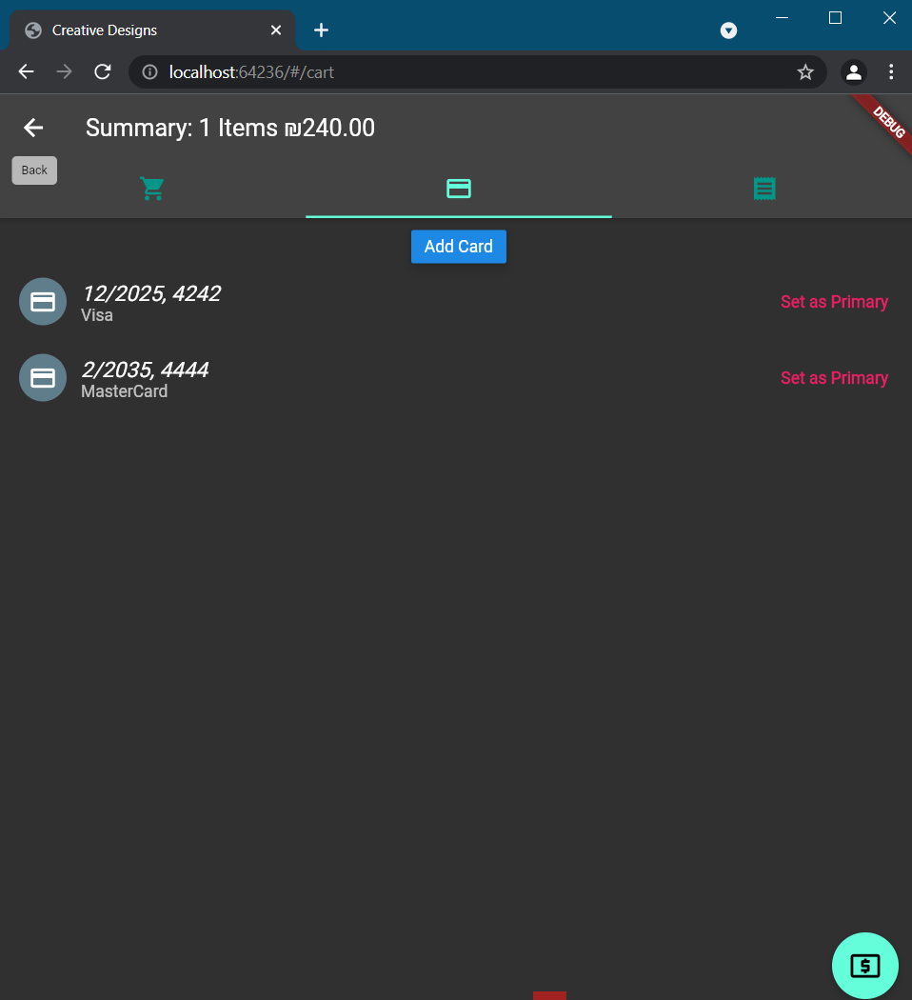 Creative Designs
localhost:64236/#/cart
Summary: 1 Items ₪240.00
DEBUG
Back
Add Card
12/2025, 4242
Visa
Set as Primary
2/2035, 4444
MasterCard
Set as Primary